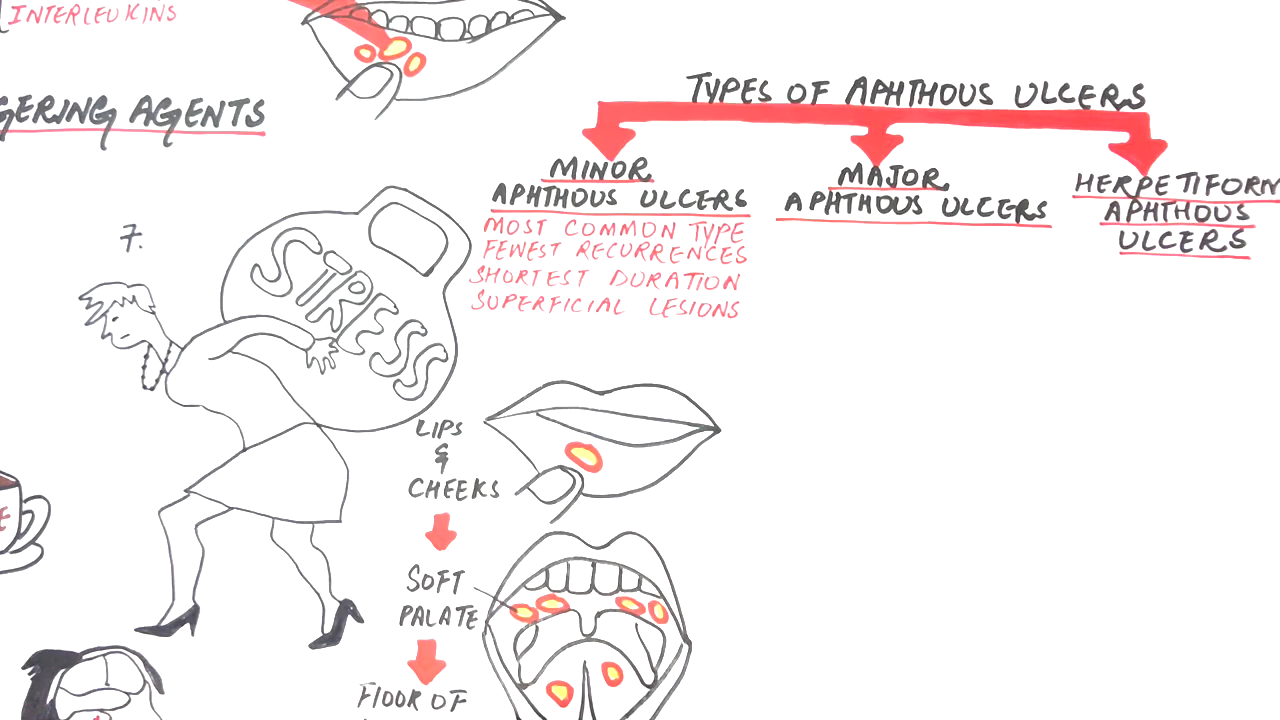 INTERLEUKINS
GERING AGENTS
TYPES OF APHTHOUS ULCERS
MINOR
APHTHOUS ULCERS
MOST COMMON TYPE
FEWEST RECURRENCES
SHORTEST DURATION
SUPERFICIAL LESIONS
MAJOR
APHTHOUS ULCERS
HERPETIFORM
APHTHOUS
ULCERS
7.
STRESS
LIPS
&
CHEEKS
SOFT
PALATE
FLOOR OF
E